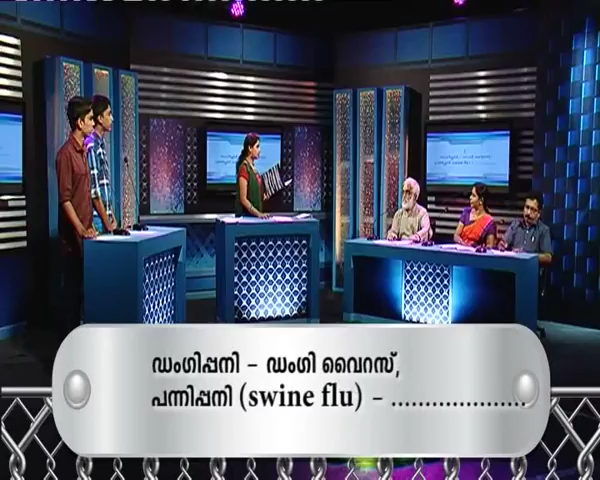 ഡംഗിപ്പനി – ഡംഗി വൈറസ്,
പന്നിപ്പനി (swine flu) – ....................